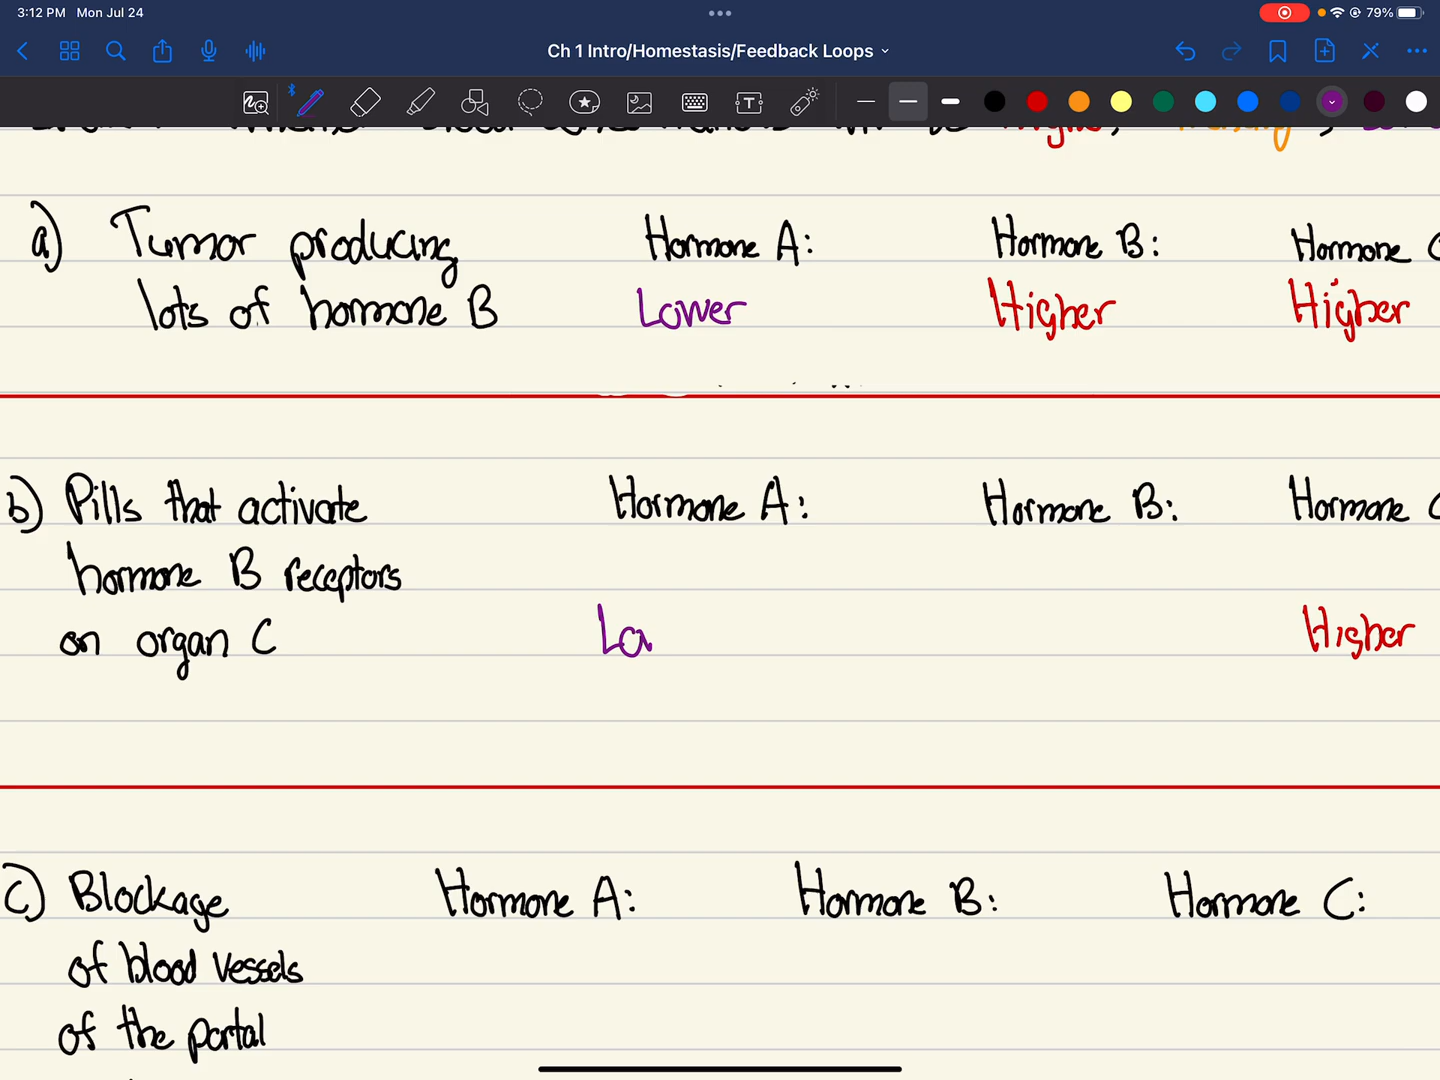 3:12 PM Mon Jul 24 79%
Ch 1 Intro/Homestasis/Feedback Loops
a) Tumor producing Hormone A: Hormone B: Hormone C
lots of hormone B Lower Higher Higher
b) Pills that activate Hormone A: Hormone B: Hormone C
hormone B receptors
on organ C Lo Higher
c) Blockage Hormone A: Hormone B: Hormone C:
of blood vessels
of the portal